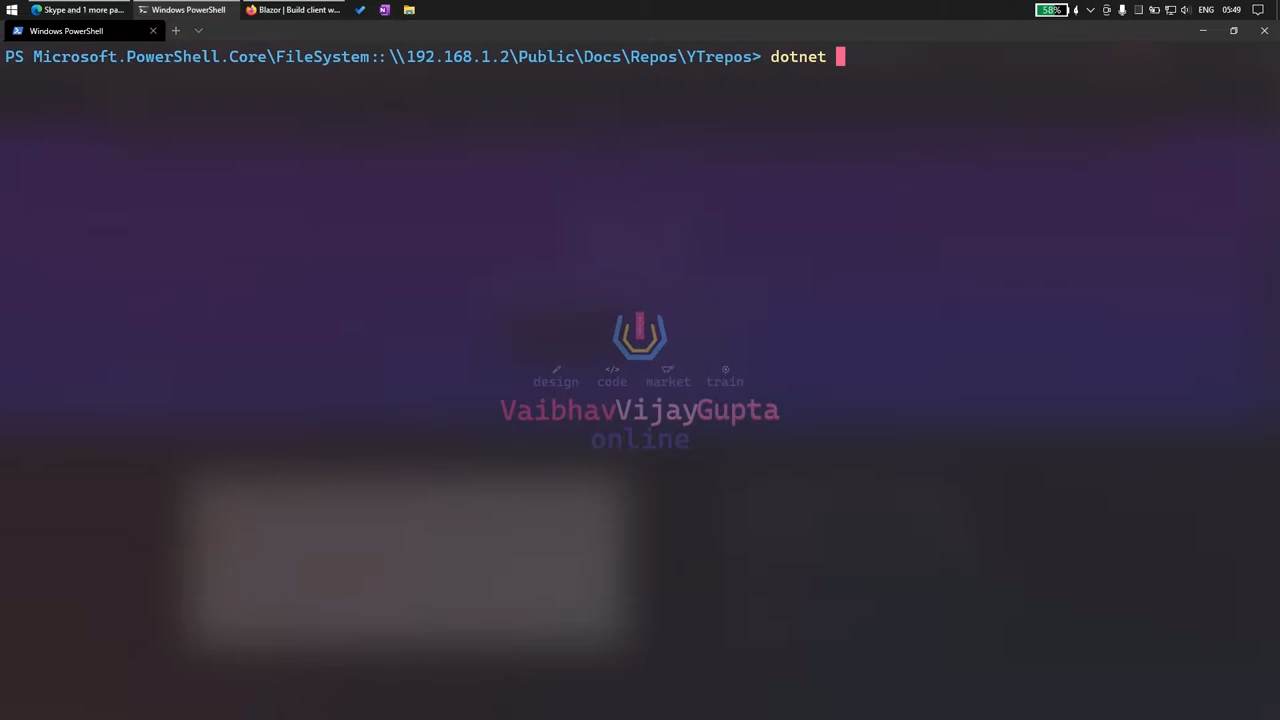 Skype and 1 more pa...
Windows PowerShell
Blazor | Build client w...
58%
ENG
05:49
Windows PowerShell
PS Microsoft.PowerShell.Core\FileSystem::\\192.168.1.2\Public\Docs\Repos\YTrepos> dotnet
design code market train
VaibhavVijayGupta
online